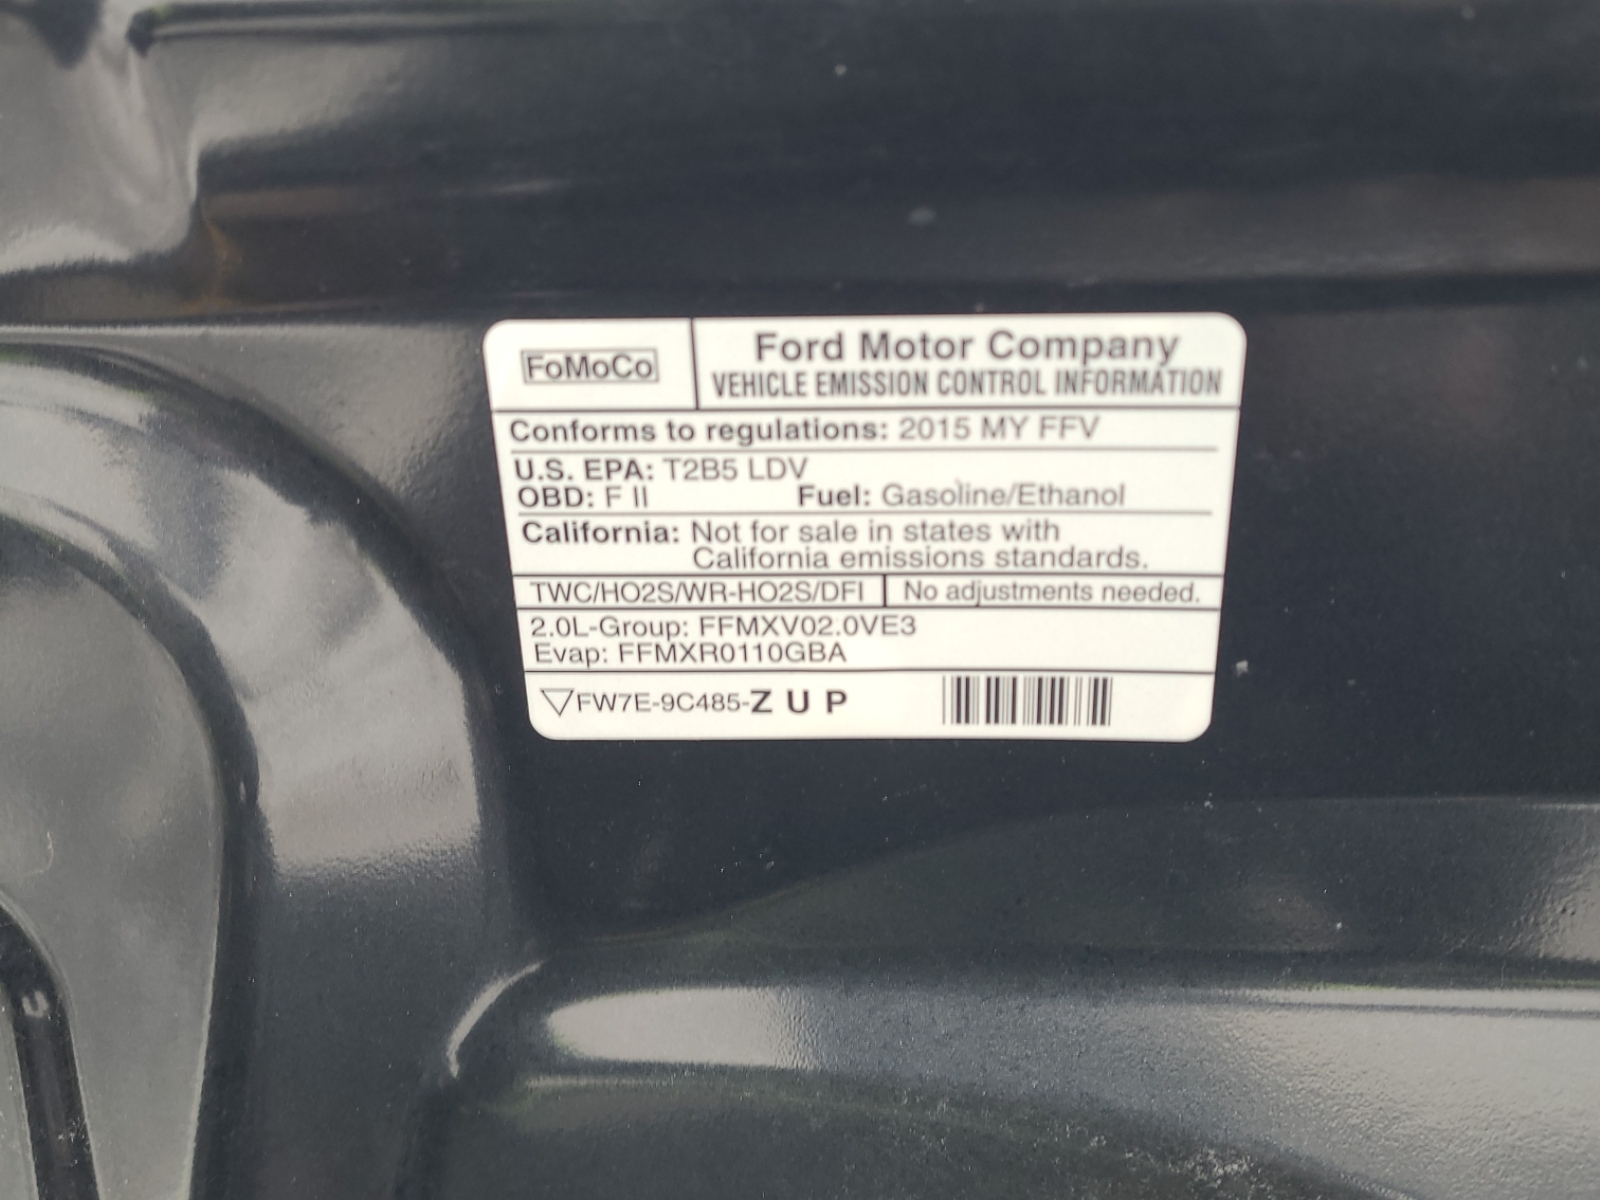 FoMoCo
Ford Motor Company
VEHICLE EMISSION CONTROL INFORMATION
Conforms to regulations: 2015 MY FFV
U.S. EPA: T2B5 LDV
OBD: F II Fuel: Gasoline/Ethanol
California: Not for sale in states with
California emissions standards.
TWC/HO2S/WR-HO2S/DFI No adjustments needed.
2.0L-Group: FFMXV02.0VE3
Evap: FFMXR0110GBA
FW7E-9C485-Z U P